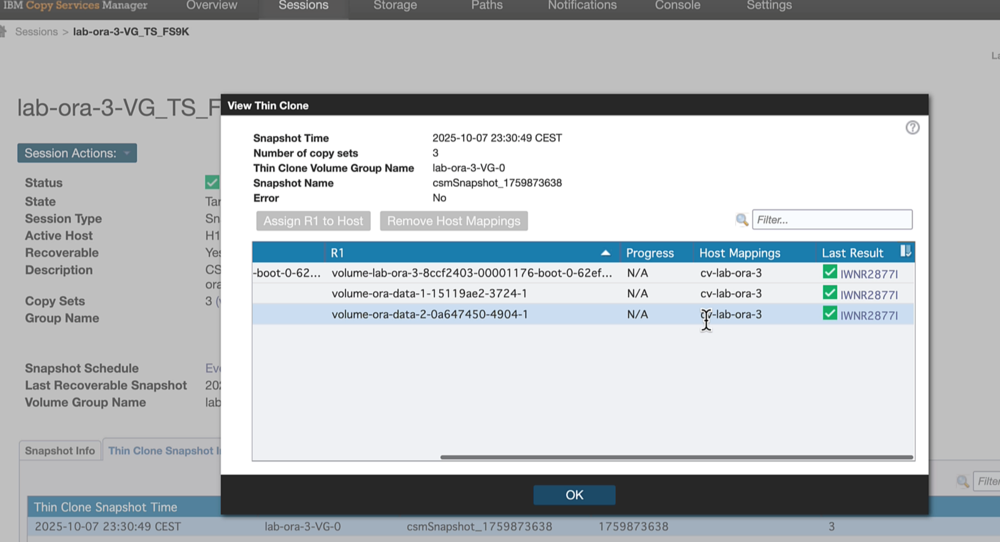 IBM Copy Services Manager Overview Sessions Storage Paths Notifications Console Settings
Sessions > lab-ora-3-VG_TS_FS9K
La
lab-ora-3-VG_TS_F
View Thin Clone
?
Snapshot Time 2025-10-07 23:30:49 CEST
Number of copy sets 3
Thin Clone Volume Group Name lab-ora-3-VG-0
Snapshot Name csmSnapshot_1759873638
Error No
Assign R1 to Host Remove Host Mappings Filter...
R1 Progress Host Mappings Last Result
-boot-0-62... volume-lab-ora-3-8ccf2403-00001176-boot-0-62ef... N/A cv-lab-ora-3 IWNR2877I
volume-ora-data-1-15119ae2-3724-1 N/A cv-lab-ora-3 IWNR2877I
volume-ora-data-2-0a647450-4904-1 N/A cv-lab-ora-3 IWNR2877I
OK
Session Actions:
Status
State Tar
Session Type Sn
Active Host H1
Recoverable Yes
Description CS
ora
Copy Sets 3 (
Group Name
Snapshot Schedule Eve
Last Recoverable Snapshot 202
Volume Group Name lab
Snapshot Info Thin Clone Snapshot I
Filter
Thin Clone Snapshot Time
2025-10-07 23:30:49 CEST lab-ora-3-VG-0 csmSnapshot_1759873638 1759873638 3